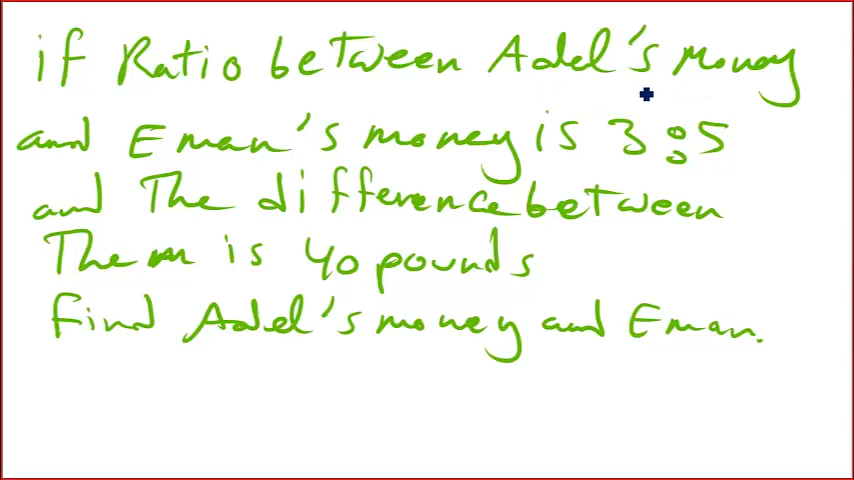 if Ratio between Adel's Money
and Eman's money is 3:5
and The difference between
Them is 40 pounds
Find Adel's money and Eman.